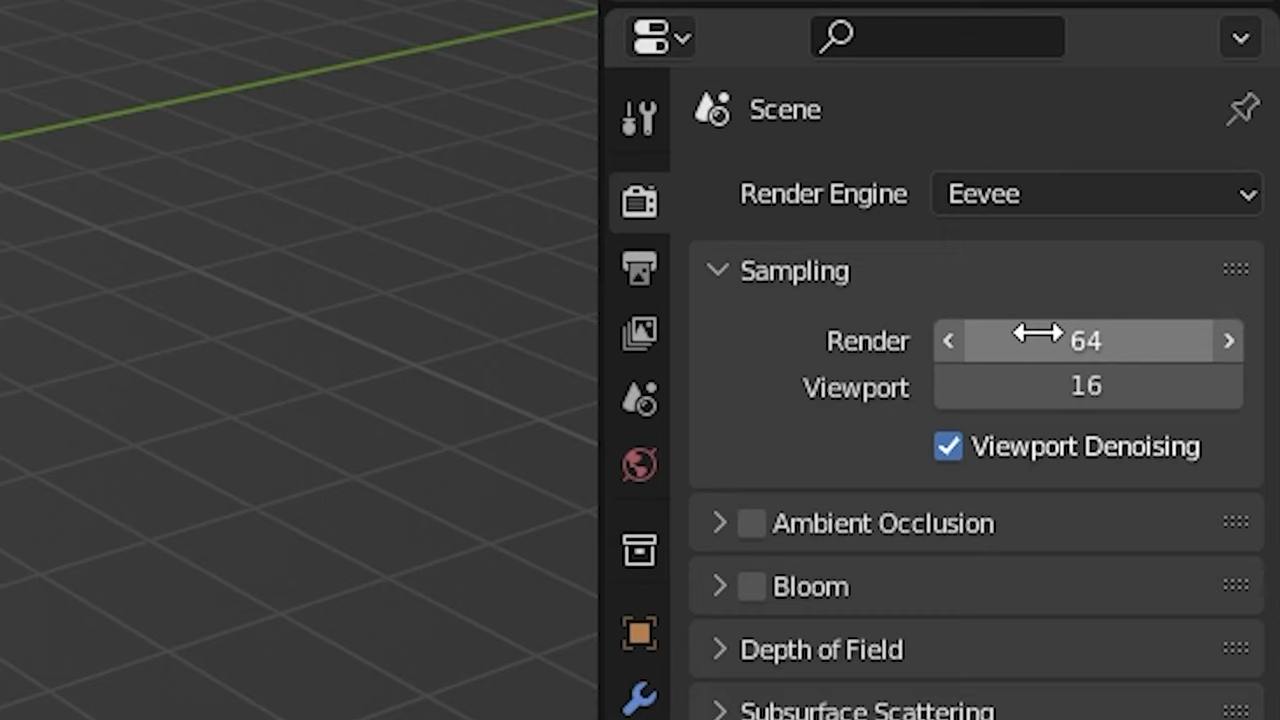 Scene
Render Engine Eevee
Sampling
Render 64
Viewport 16
Viewport Denoising
Ambient Occlusion
Bloom
Depth of Field
Subsurface Scattering